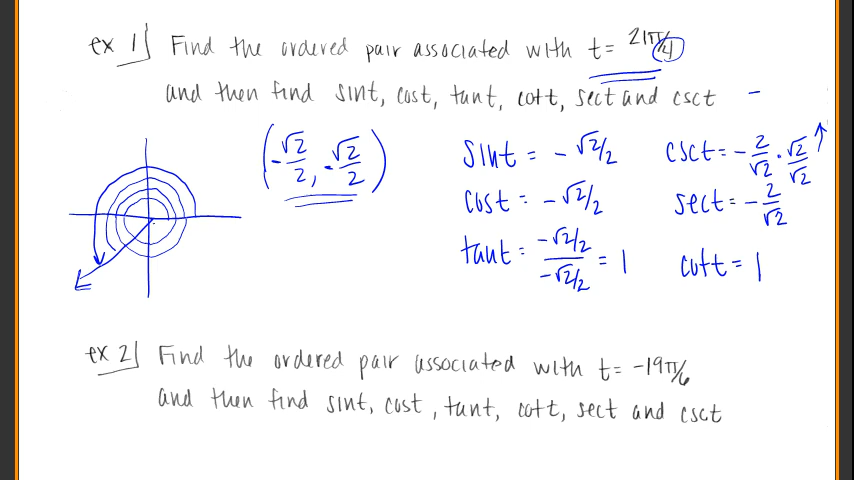 ex 1) Find the ordered pair associated with t = 21π/4
and then find sint, cost, tant, cott, sect and csct –
(-√2/2, -√2/2)
sint = -√2/2
csct = -2/√2 · √2/√2 ↑
cost = -√2/2
sect = -2/√2
tant = (-√2/2)/(-√2/2) = 1
cott = 1
ex 2) Find the ordered pair associated with t = -19π/6
and then find sint, cost, tant, cott, sect and csct